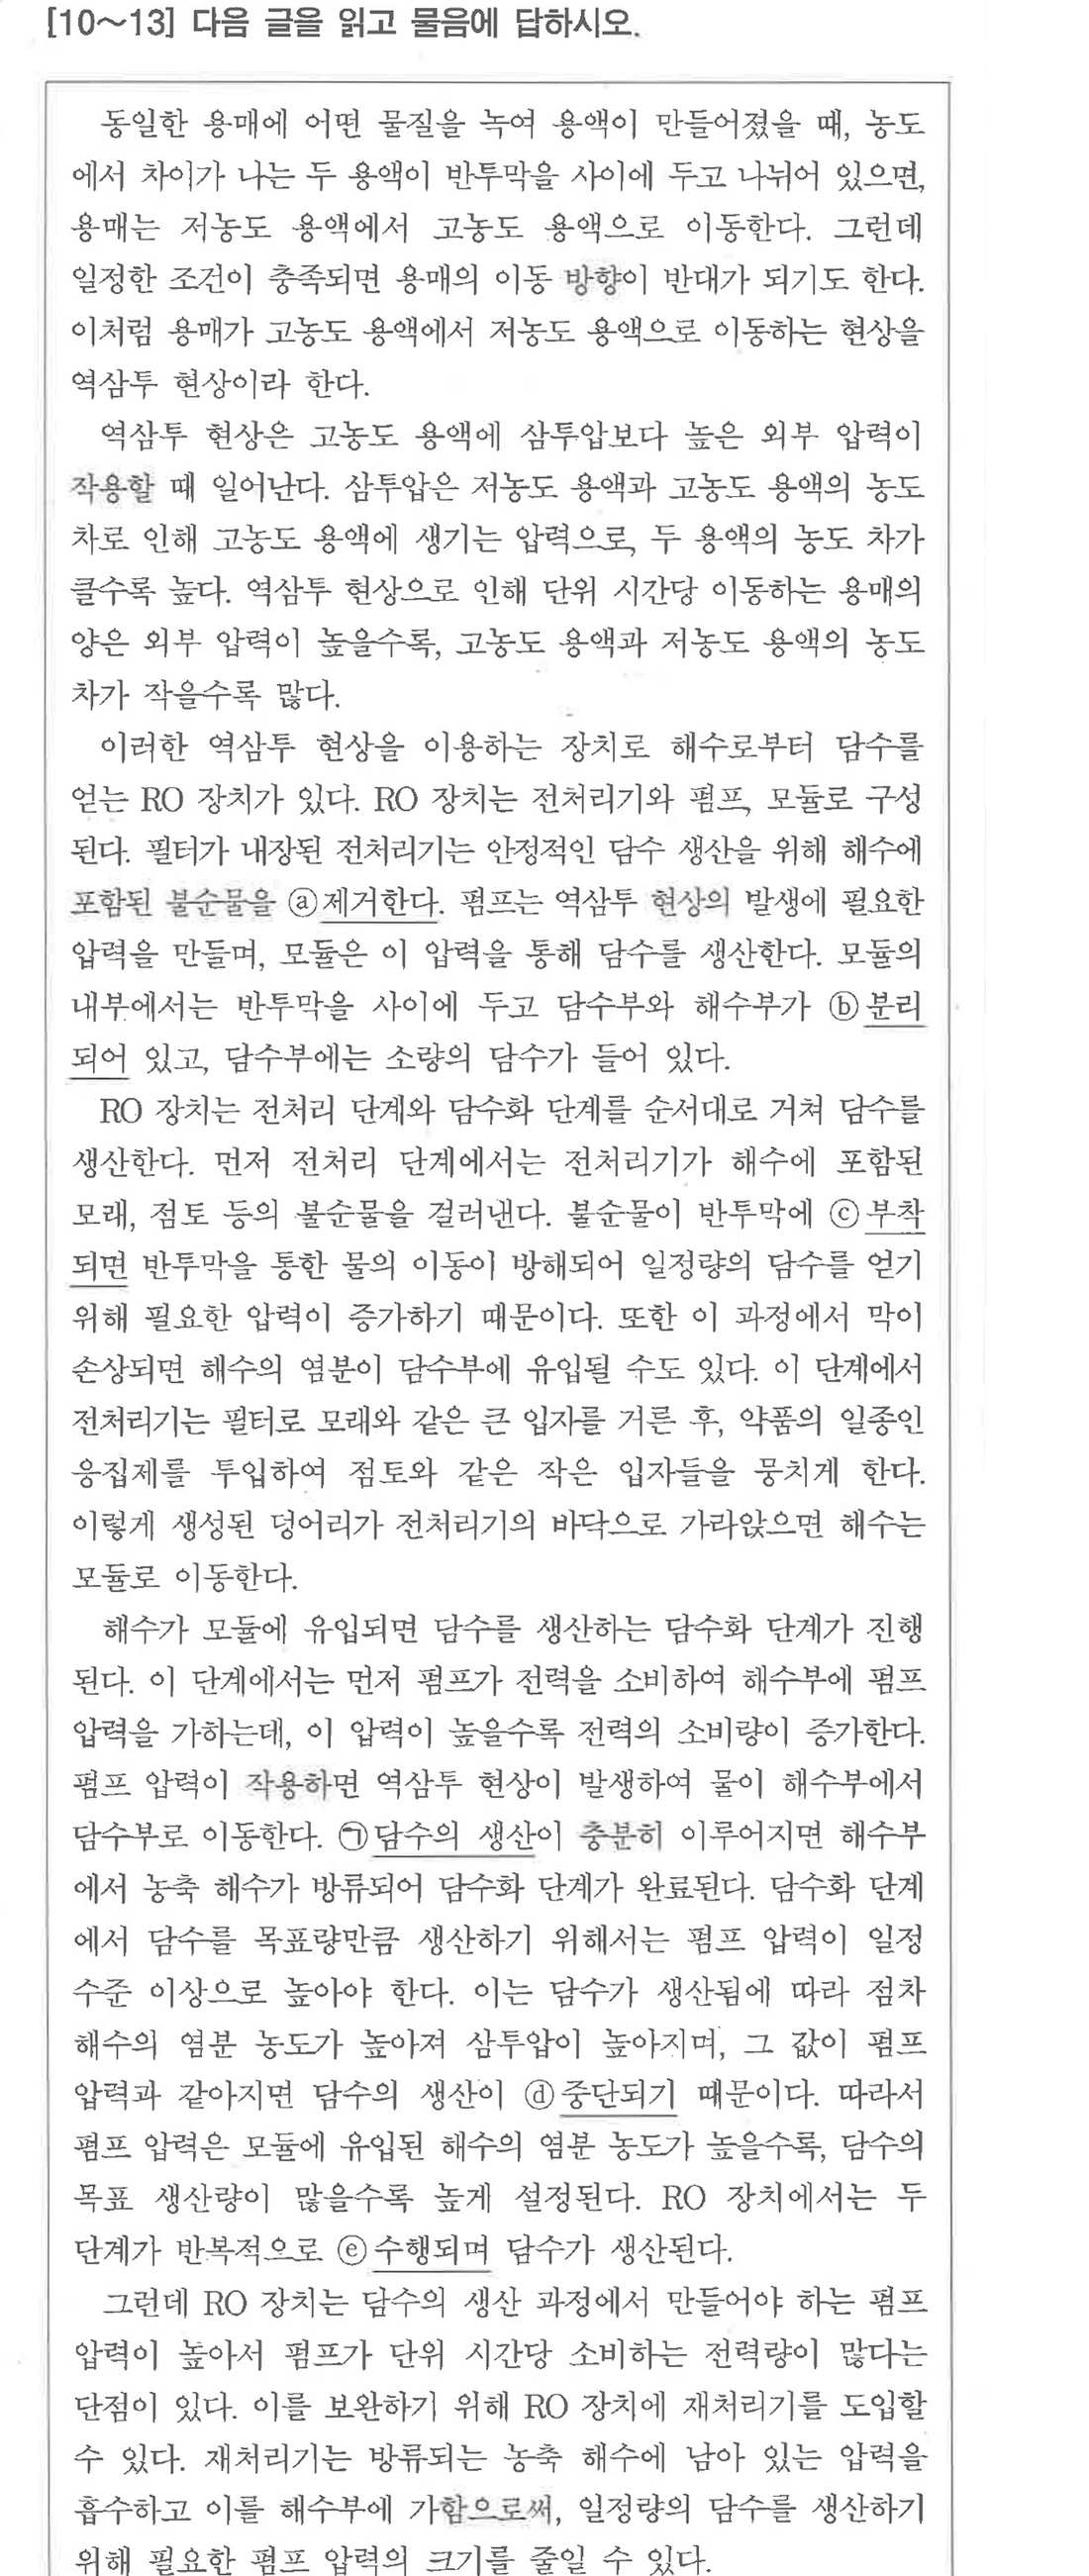 [10～13] 다음 글을 읽고 물음에 답하시오.
동일한 용매에 어떤 물질을 녹여 용액이 만들어졌을 때, 농도
에서 차이가 나는 두 용액이 반투막을 사이에 두고 나뉘어 있으면,
용매는 저농도 용액에서 고농도 용액으로 이동한다. 그런데
일정한 조건이 충족되면 용매의 이동 방향이 반대가 되기도 한다.
이처럼 용매가 고농도 용액에서 저농도 용액으로 이동하는 현상을
역삼투 현상이라 한다.
역삼투 현상은 고농도 용액에 삼투압보다 높은 외부 압력이
작용할 때 일어난다. 삼투압은 저농도 용액과 고농도 용액의 농도
차로 인해 고농도 용액에 생기는 압력으로, 두 용액의 농도 차가
클수록 높다. 역삼투 현상으로 인해 단위 시간당 이동하는 용매의
양은 외부 압력이 높을수록, 고농도 용액과 저농도 용액의 농도
차가 작을수록 많다.
이러한 역삼투 현상을 이용하는 장치로 해수로부터 담수를
얻는 RO 장치가 있다. RO 장치는 전처리기와 펌프, 모듈로 구성
된다. 필터가 내장된 전처리기는 안정적인 담수 생산을 위해 해수에
포함된 불순물을 ⓐ제거한다. 펌프는 역삼투 현상의 발생에 필요한
압력을 만들며, 모듈은 이 압력을 통해 담수를 생산한다. 모듈의
내부에서는 반투막을 사이에 두고 담수부와 해수부가 ⓑ분리
되어 있고, 담수부에는 소량의 담수가 들어 있다.
RO 장치는 전처리 단계와 담수화 단계를 순서대로 거쳐 담수를
생산한다. 먼저 전처리 단계에서는 전처리기가 해수에 포함된
모래, 점토 등의 불순물을 걸러낸다. 불순물이 반투막에 ⓒ부착
되면 반투막을 통한 물의 이동이 방해되어 일정량의 담수를 얻기
위해 필요한 압력이 증가하기 때문이다. 또한 이 과정에서 막이
손상되면 해수의 염분이 담수부에 유입될 수도 있다. 이 단계에서
전처리기는 필터로 모래와 같은 큰 입자를 거른 후, 약품의 일종인
응집제를 투입하여 점토와 같은 작은 입자들을 뭉치게 한다.
이렇게 생성된 덩어리가 전처리기의 바닥으로 가라앉으면 해수는
모듈로 이동한다.
해수가 모듈에 유입되면 담수를 생산하는 담수화 단계가 진행
된다. 이 단계에서는 먼저 펌프가 전력을 소비하여 해수부에 펌프
압력을 가하는데, 이 압력이 높을수록 전력의 소비량이 증가한다.
펌프 압력이 작용하면 역삼투 현상이 발생하여 물이 해수부에서
담수부로 이동한다. ㉠담수의 생산이 충분히 이루어지면 해수부
에서 농축 해수가 방류되어 담수화 단계가 완료된다. 담수화 단계
에서 담수를 목표량만큼 생산하기 위해서는 펌프 압력이 일정
수준 이상으로 높아야 한다. 이는 담수가 생산됨에 따라 점차
해수의 염분 농도가 높아져 삼투압이 높아지며, 그 값이 펌프
압력과 같아지면 담수의 생산이 ⓓ중단되기 때문이다. 따라서
펌프 압력은 모듈에 유입된 해수의 염분 농도가 높을수록, 담수의
목표 생산량이 많을수록 높게 설정된다. RO 장치에서는 두
단계가 반복적으로 ⓔ수행되며 담수가 생산된다.
그런데 RO 장치는 담수의 생산 과정에서 만들어야 하는 펌프
압력이 높아서 펌프가 단위 시간당 소비하는 전력량이 많다는
단점이 있다. 이를 보완하기 위해 RO 장치에 재처리기를 도입할
수 있다. 재처리기는 방류되는 농축 해수에 남아 있는 압력을
흡수하고 이를 해수부에 가함으로써, 일정량의 담수를 생산하기
위해 필요한 펌프 압력의 크기를 줄일 수 있다.